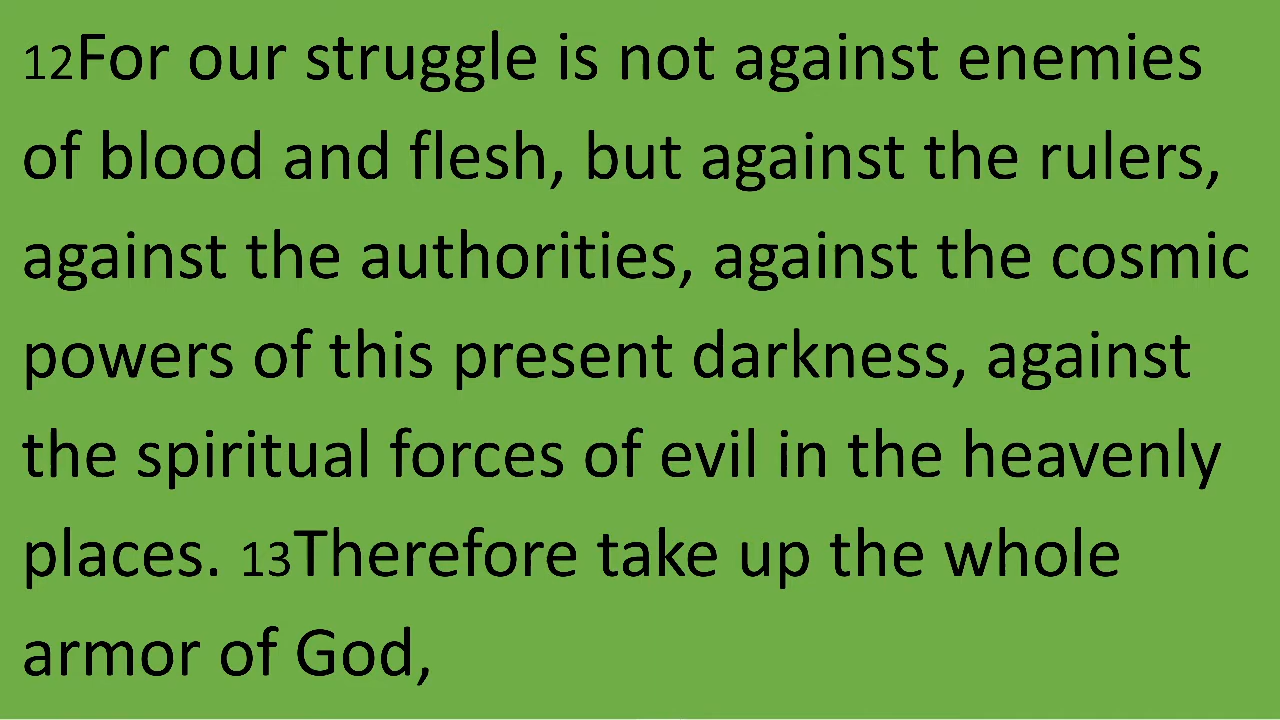 12For our struggle is not against enemies
of blood and flesh, but against the rulers,
against the authorities, against the cosmic
powers of this present darkness, against
the spiritual forces of evil in the heavenly
places. 13Therefore take up the whole
armor of God,